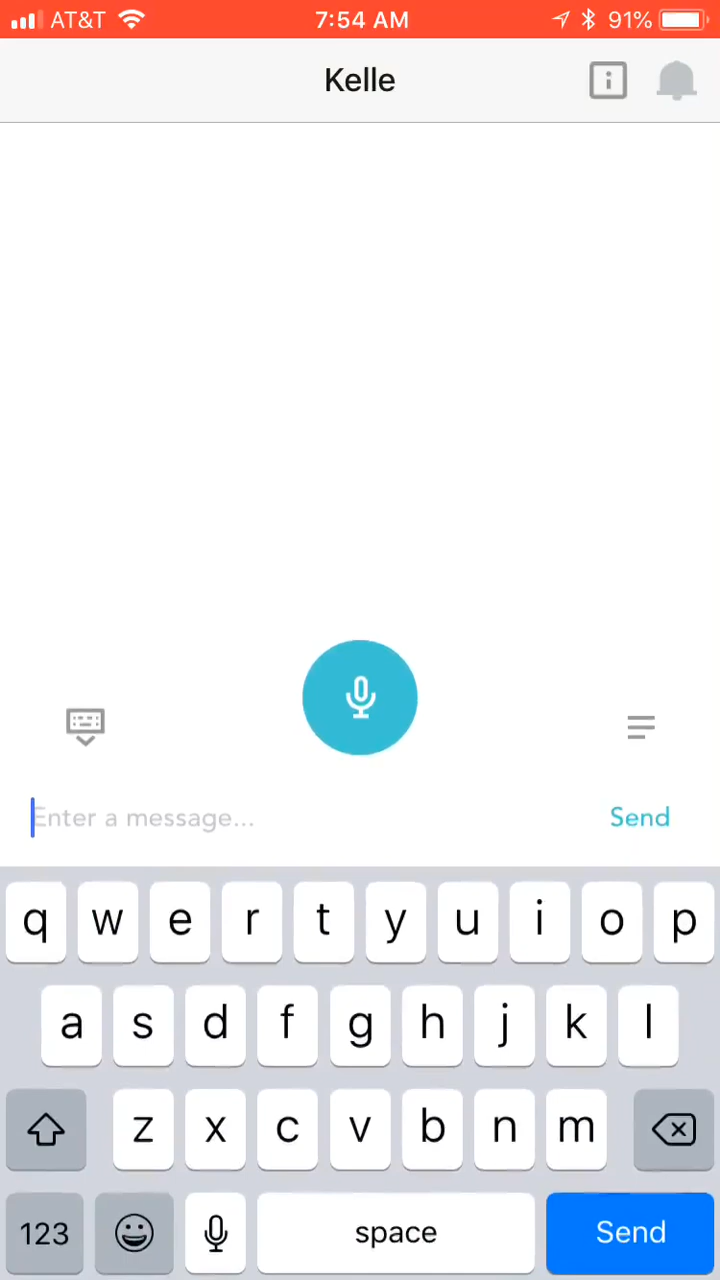 AT&T 7:54 AM 91%
Kelle
Enter a message...
Send
q w e r t y u i o p
a s d f g h j k l
z x c v b n m
123 space Send